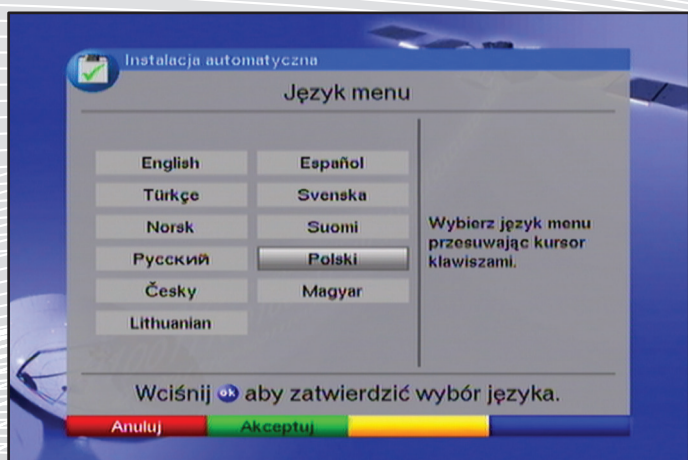 Instalacja automatyczna
Język menu
English
Español
Türkçe
Svenska
Norsk
Suomi
Русский
Polski
Česky
Magyar
Lithuanian
Wybierz język menu
przesuwając kursor
klawiszami.
Wciśnij ok aby zatwierdzić wybór języka.
Anuluj
Akceptuj